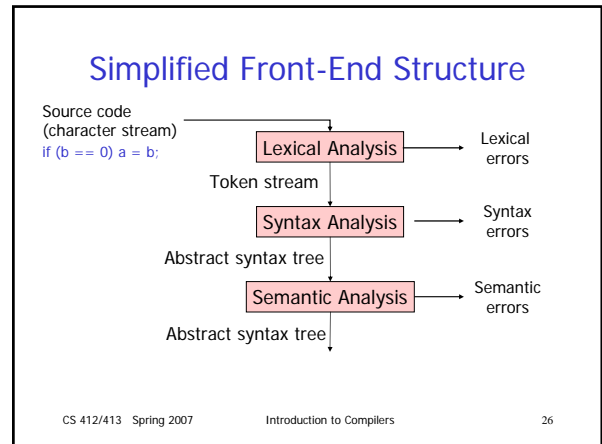 Simplified Front-End Structure
Source code
(character stream)
if (b == 0) a = b;
Lexical Analysis
Lexical
errors
Token stream
Syntax Analysis
Syntax
errors
Abstract syntax tree
Semantic Analysis
Semantic
errors
Abstract syntax tree
CS 412/413 Spring 2007 Introduction to Compilers 26